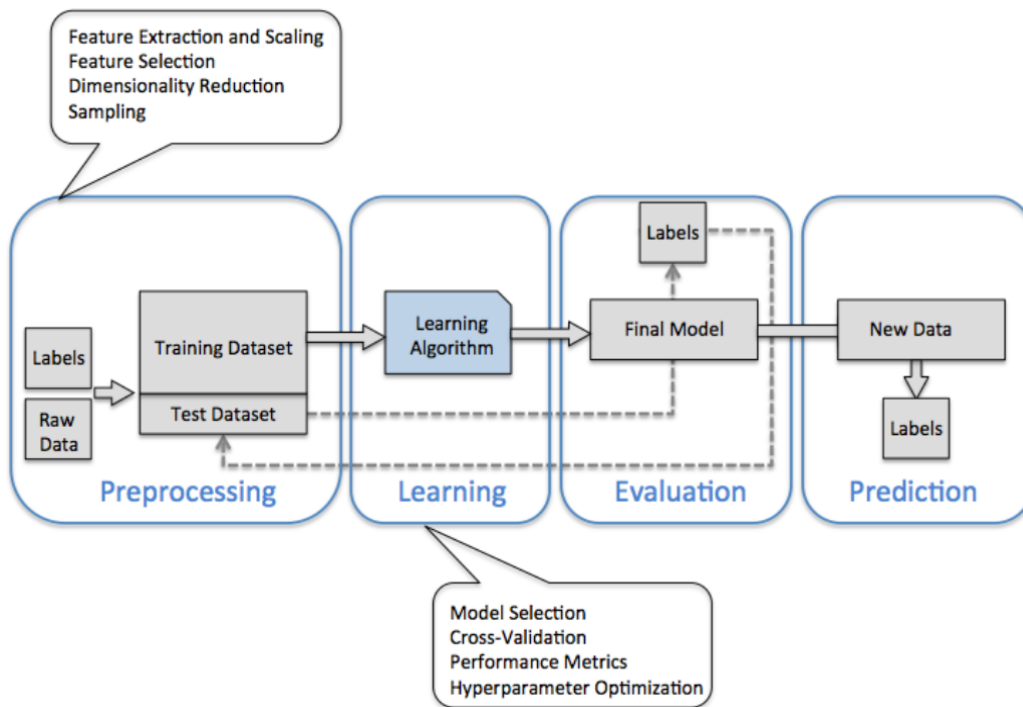 Feature Extraction and Scaling
Feature Selection
Dimensionality Reduction
Sampling
Labels
Raw
Data
Training Dataset
Test Dataset
Preprocessing
Learning
Algorithm
Learning
Labels
Final Model
Evaluation
New Data
Labels
Prediction
Model Selection
Cross-Validation
Performance Metrics
Hyperparameter Optimization